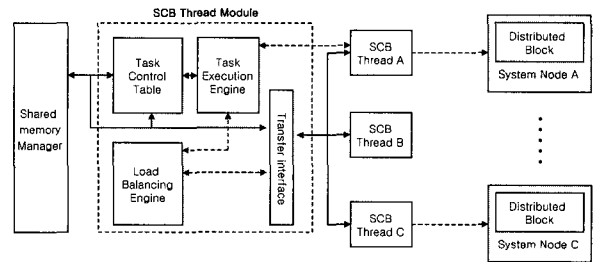 SCB Thread Module
Shared
memory
Manager
Task
Control
Table
Task
Execution
Engine
Load
Balancing
Engine
Transfer interface
SCB
Thread A
SCB
Thread B
SCB
Thread C
Distributed
Block
System Node A
Distributed
Block
System Node C